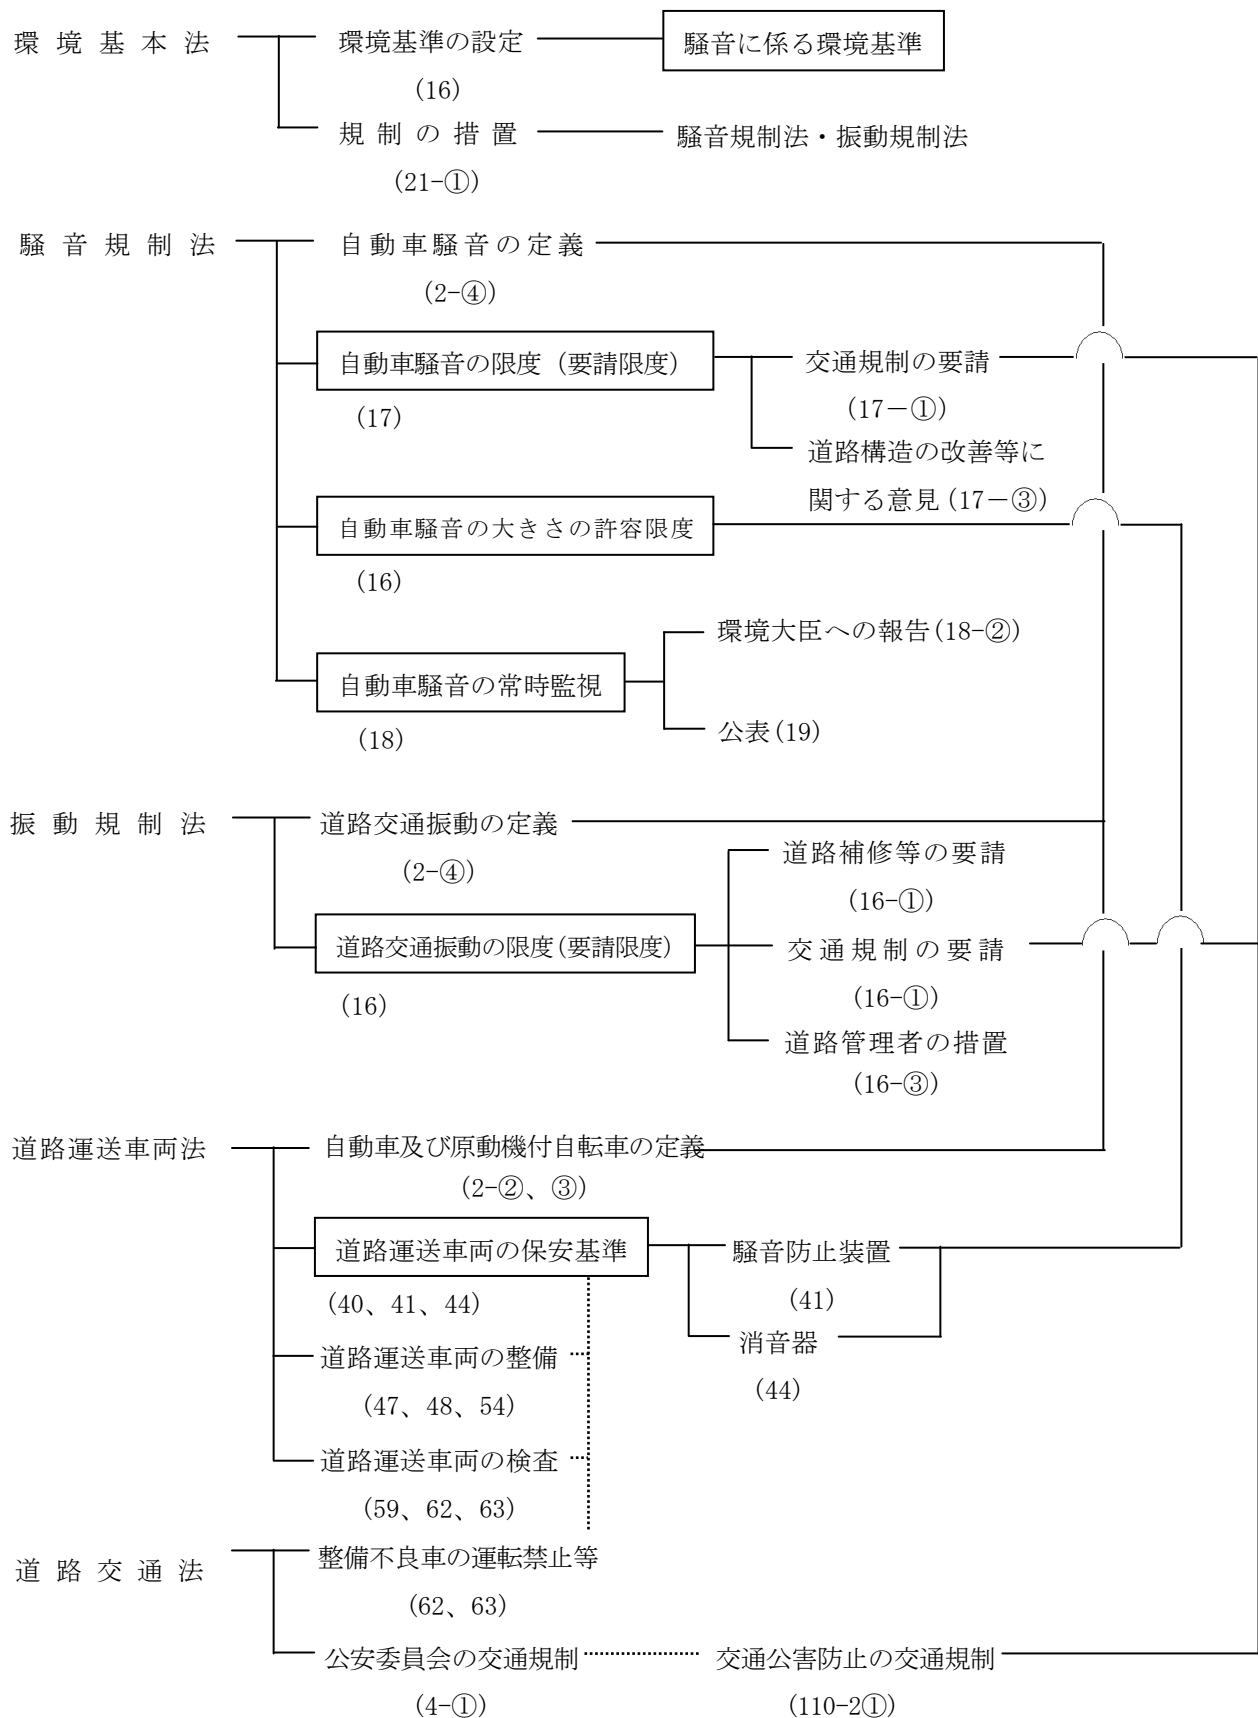 環境基本法
環境基準の設定
騒音に係る環境基準
(16)
規制の措置
騒音規制法・振動規制法
(21-①)
騒音規制法
自動車騒音の定義
(2-④)
自動車騒音の限度(要請限度)
交通規制の要請
(17)
(17-①)
道路構造の改善等に
関する意見(17-③)
自動車騒音の大きさの許容限度
(16)
環境大臣への報告(18-②)
自動車騒音の常時監視
(18)
公表(19)
振動規制法
道路交通振動の定義
(2-④)
道路補修等の要請
(16-①)
道路交通振動の限度(要請限度)
交通規制の要請
(16)
(16-①)
道路管理者の措置
(16-③)
道路運送車両法
自動車及び原動機付自転車の定義
(2-②、③)
道路運送車両の保安基準
騒音防止装置
(40、41、44)
(41)
消音器
(44)
道路運送車両の整備
(47、48、54)
道路運送車両の検査
(59、62、63)
道路交通法
整備不良車の運転禁止等
(62、63)
公安委員会の交通規制
交通公害防止の交通規制
(4-①)
(110-2①)